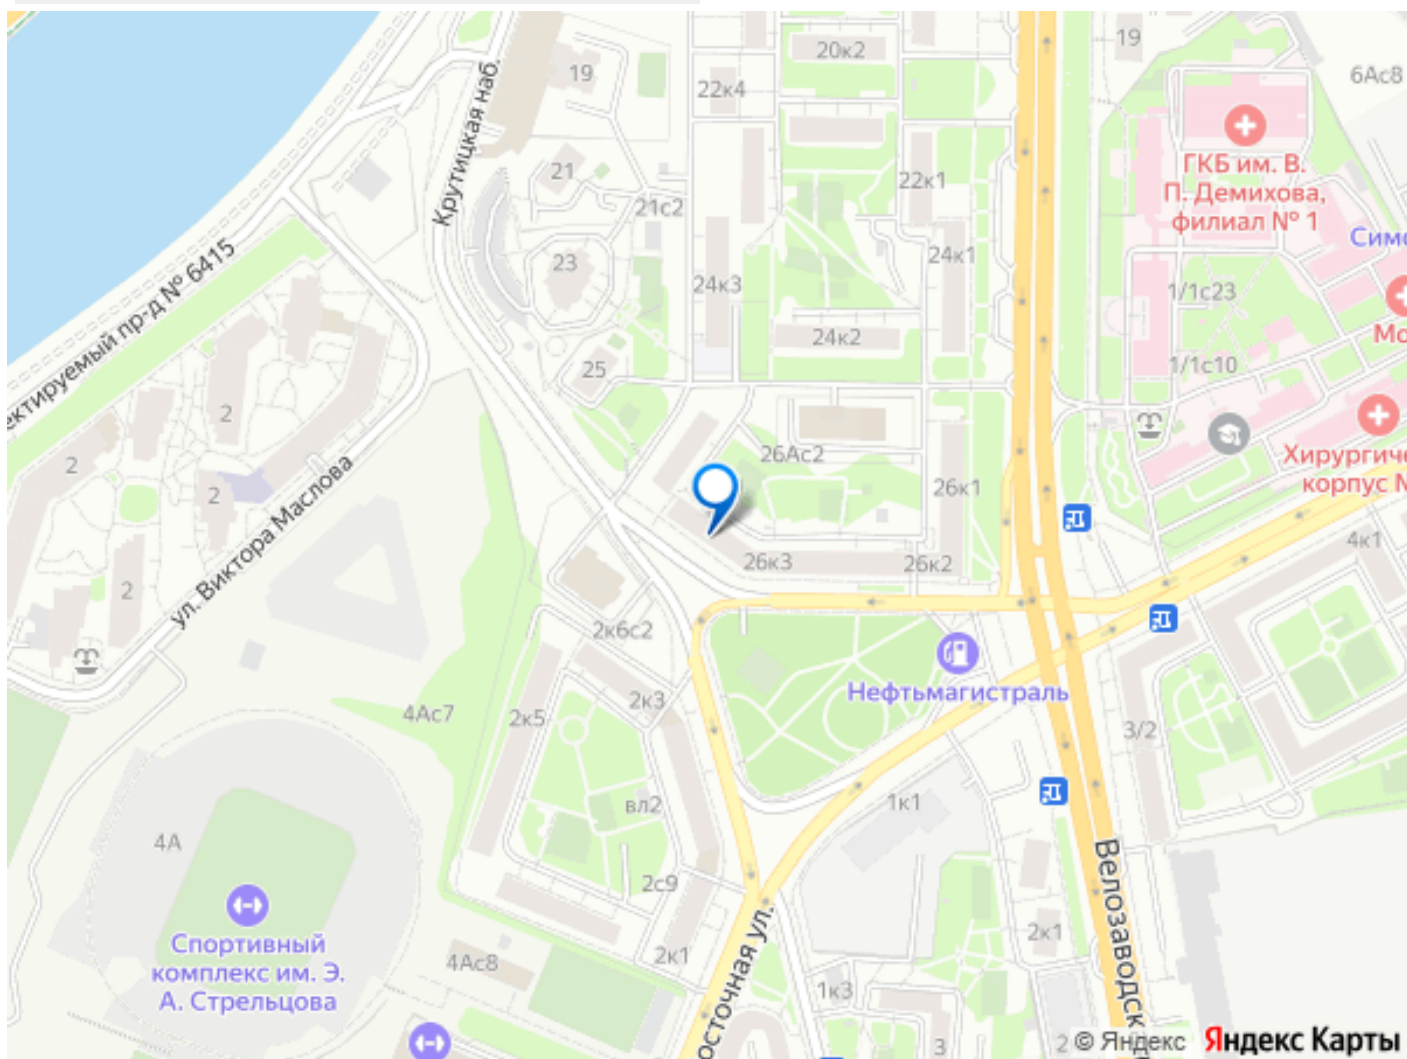 20к2
19
19
6Ас8
22к4
Крутицкая наб.
ГКБ им. В.
П. Демихова,
филиал № 1
21
22к1
21с2
Симо
ектируемый пр-д № 6415
23
24к1
24к3
1/1с23
Мо
24к2
1/1с10
25
2
2
26Ас2
Хирургиче
корпус №
2
26к1
ул. Виктора Маслова
4к1
26к3
26к2
2
2к6с2
Нефтьмагистраль
2к3
4Ас7
2к5
3/2
вл2
1к1
4А
Велозаводск
2с9
Спортивный
комплекс им. Э.
А. Стрельцова
2к1
2к1
4Ас8
осточная ул.
1к3
3
2
© Яндекс Яндекс Карты